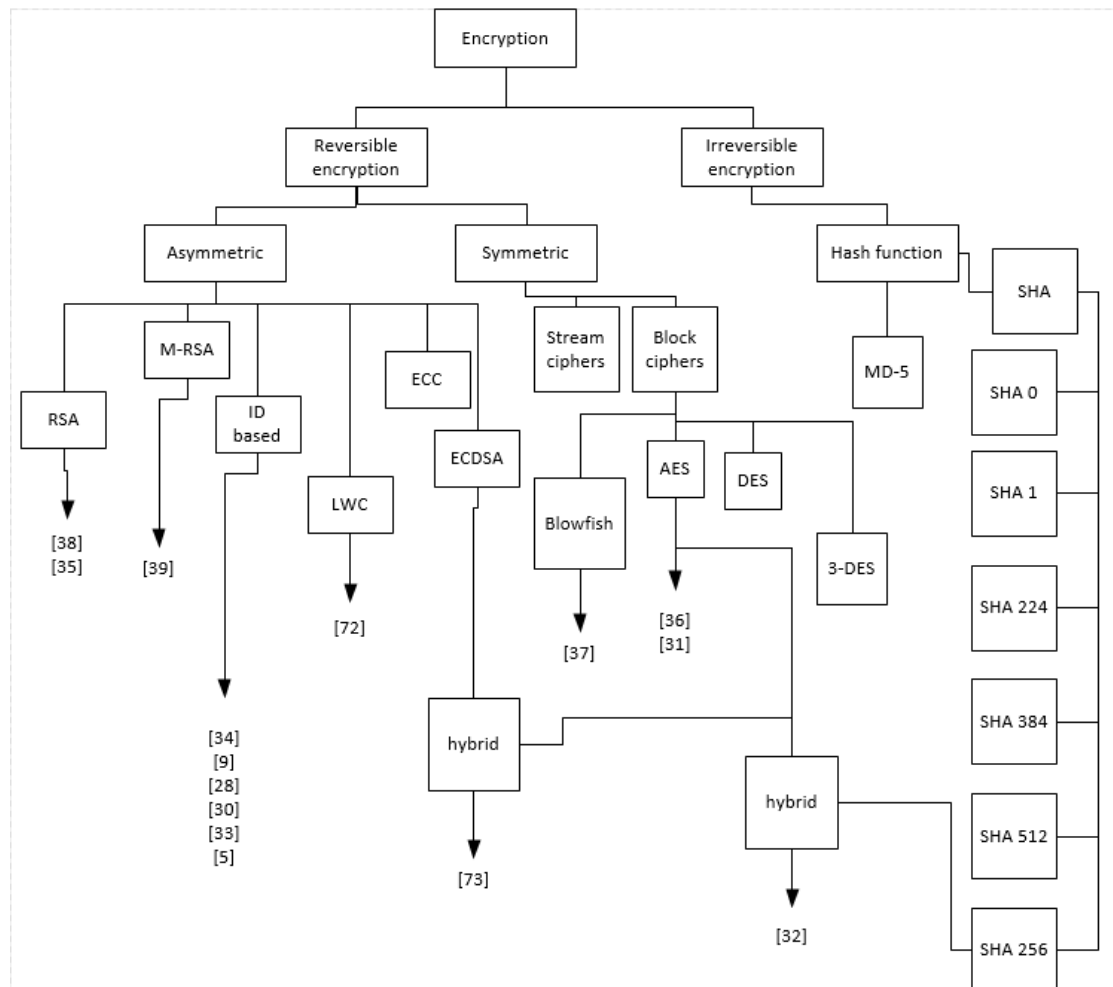 Encryption
Reversible
encryption
Irreversible
encryption
Asymmetric
Symmetric
Hash function
SHA
Stream
ciphers
Block
ciphers
M-RSA
ECC
MD-5
SHA 0
RSA
ID
based
ECDSA
AES
DES
LWC
Blowfish
SHA 1
3-DES
[38]
[35]
[39]
[72]
[37]
[36]
[31]
SHA 224
[34]
[9]
[28]
[30]
[33]
[5]
hybrid
SHA 384
hybrid
SHA 512
[73]
[32]
SHA 256